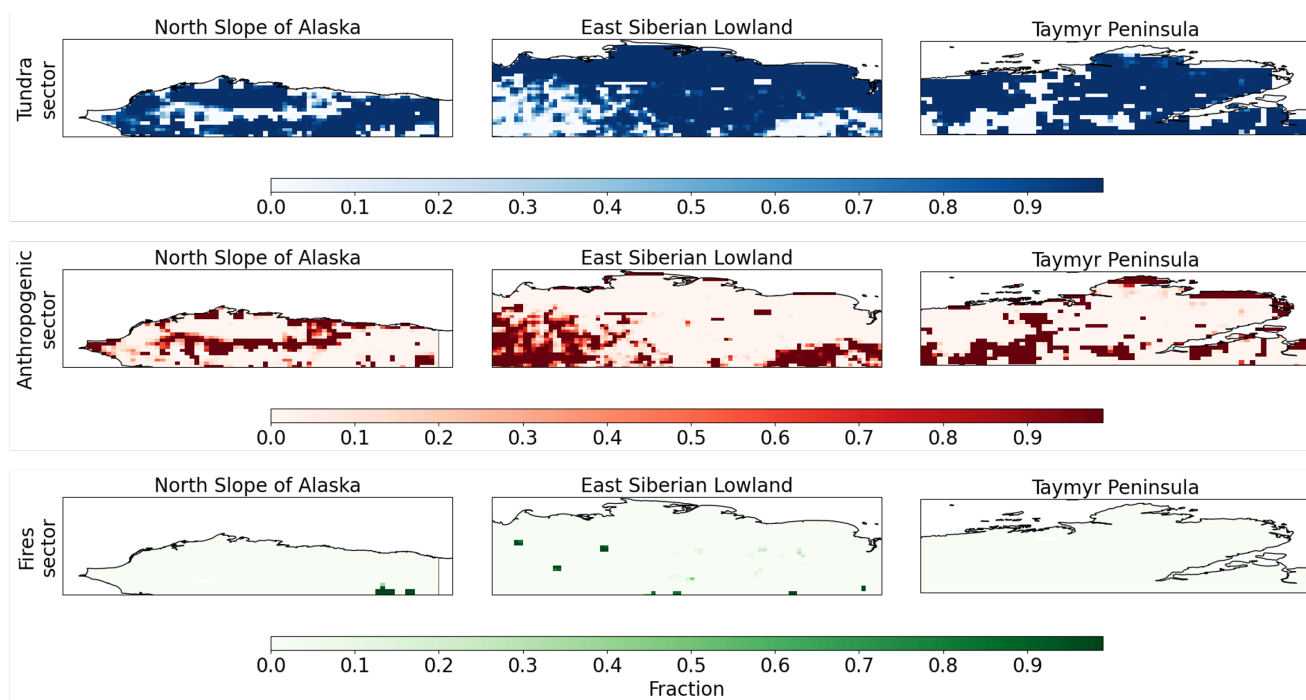 North Slope of Alaska
East Siberian Lowland
Taymyr Peninsula
Tundra
sector
0.0 0.1 0.2 0.3 0.4 0.5 0.6 0.7 0.8 0.9
North Slope of Alaska
East Siberian Lowland
Taymyr Peninsula
Anthropogenic
sector
0.0 0.1 0.2 0.3 0.4 0.5 0.6 0.7 0.8 0.9
North Slope of Alaska
East Siberian Lowland
Taymyr Peninsula
Fires
sector
0.0 0.1 0.2 0.3 0.4 0.5 0.6 0.7 0.8 0.9
Fraction